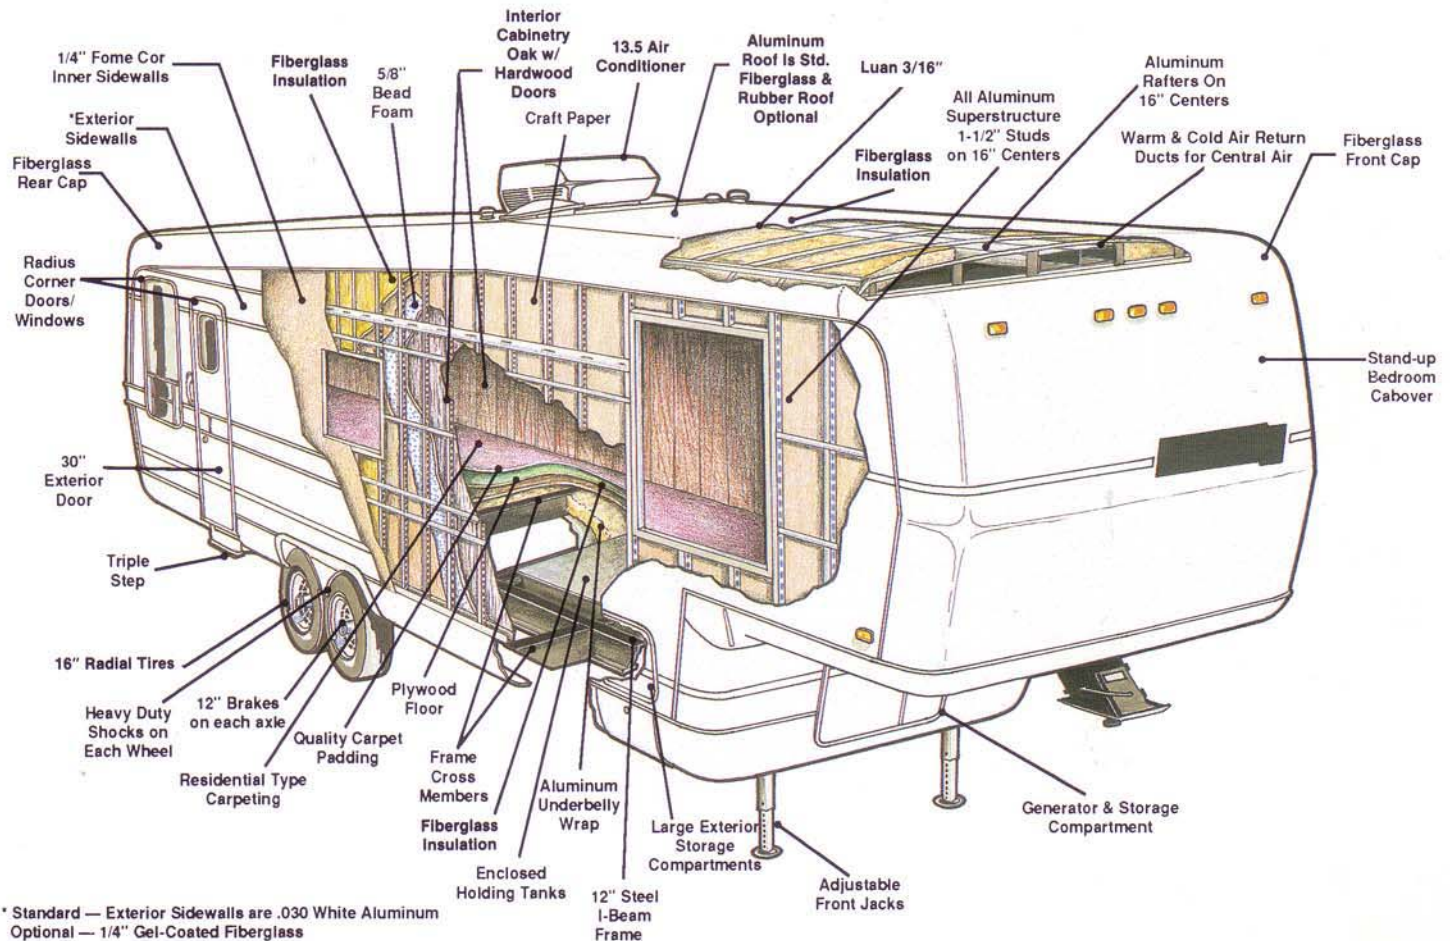 Interior
Cabinetry
Oak w/
Hardwood
Doors
1/4" Fome Cor
Inner Sidewalls
Fiberglass
Insulation
5/8"
Bead
Foam
13.5 Air
Conditioner
Aluminum
Roof Is Std.
Fiberglass &
Rubber Roof
Optional
Luan 3/16"
Aluminum
Rafters On
16" Centers
*Exterior
Sidewalls
Craft Paper
All Aluminum
Superstructure
1-1/2" Studs
on 16" Centers
Warm & Cold Air Return
Ducts for Central Air
Fiberglass
Front Cap
Fiberglass
Rear Cap
Fiberglass
Insulation
Radius
Corner
Doors/
Windows
Stand-up
Bedroom
Cabover
30"
Exterior
Door
Triple
Step
16" Radial Tires
Heavy Duty
Shocks on
Each Wheel
12" Brakes
on each axle
Residential Type
Carpeting
Quality Carpet
Padding
Plywood
Floor
Frame
Cross
Members
Fiberglass
Insulation
Enclosed
Holding Tanks
Aluminum
Underbelly
Wrap
12" Steel
I-Beam
Frame
Large Exterior
Storage
Compartments
Adjustable
Front Jacks
Generator & Storage
Compartment
* Standard — Exterior Sidewalls are .030 White Aluminum
Optional — 1/4" Gel-Coated Fiberglass